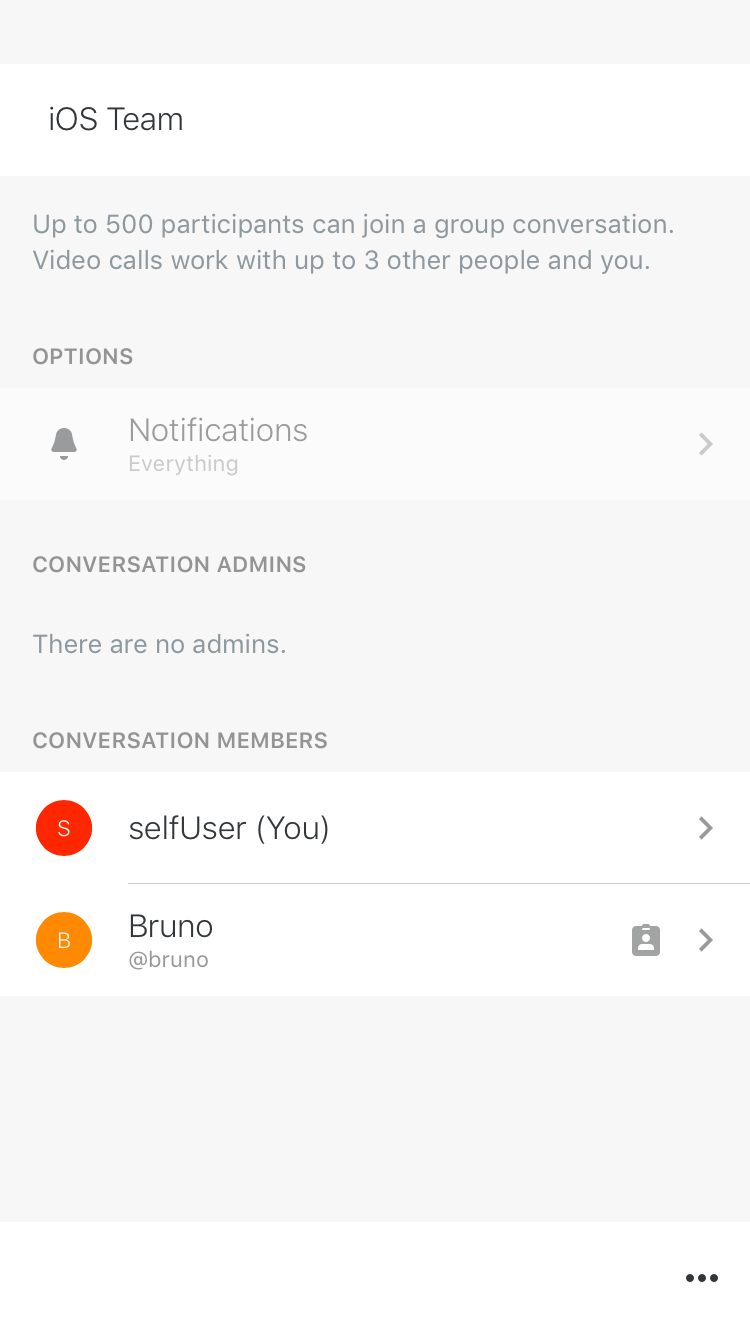 iOS Team
Up to 500 participants can join a group conversation.
Video calls work with up to 3 other people and you.
OPTIONS
Notifications
Everything
CONVERSATION ADMINS
There are no admins.
CONVERSATION MEMBERS
S
selfUser (You)
B
Bruno
@bruno